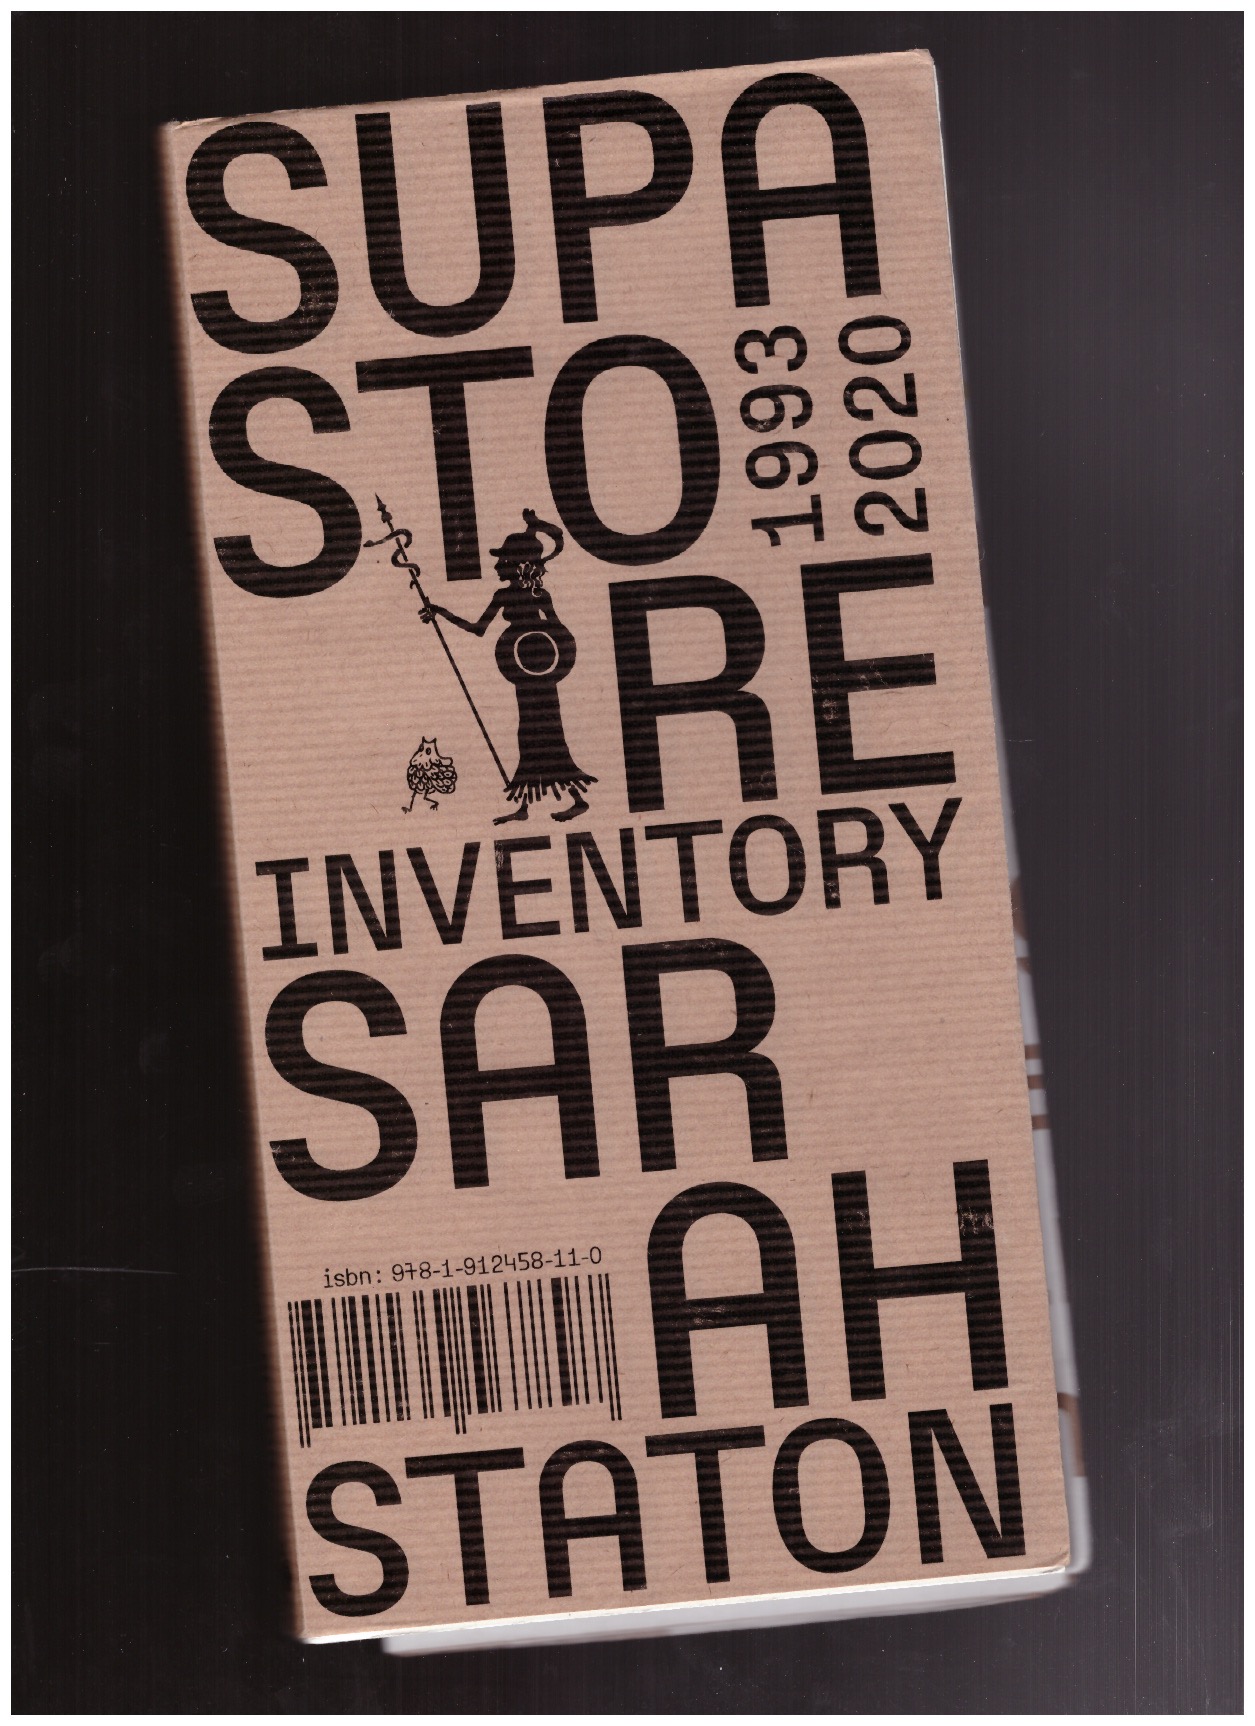 SUPA
STO
1993
2020
RE
INVENTORY
SAR
AH
isbn: 978-1-912458-11-0
STATON